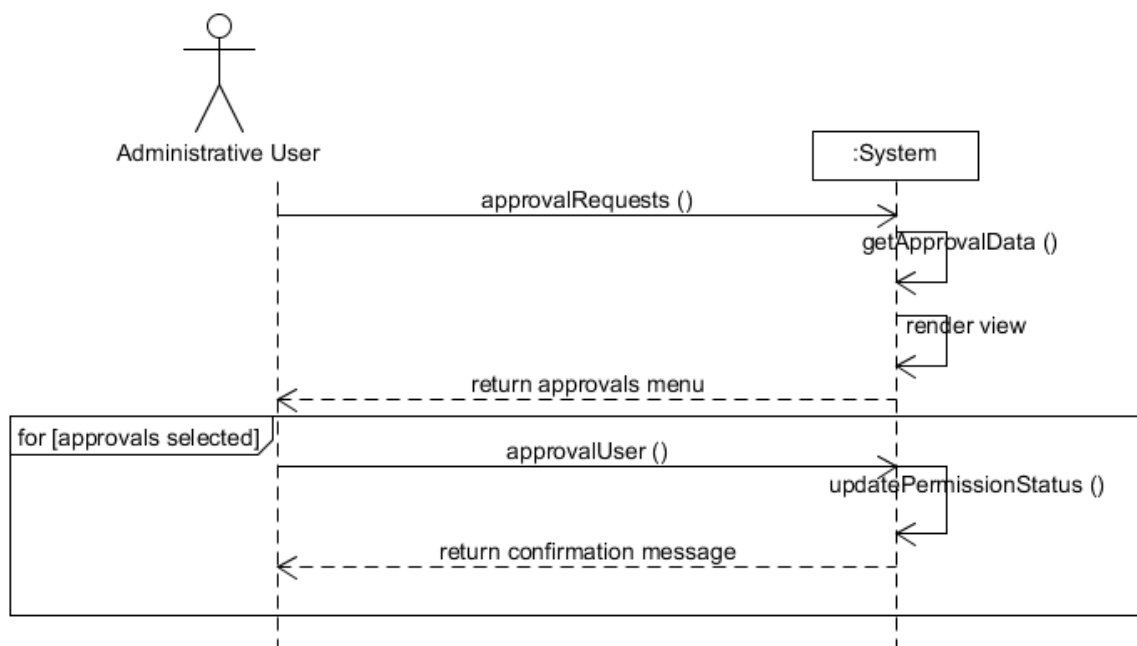 Administrative User
:System
approvalRequests ()
getApprovalData ()
render view
return approvals menu
for [approvals selected]
approvalUser ()
updatePermissionStatus ()
return confirmation message